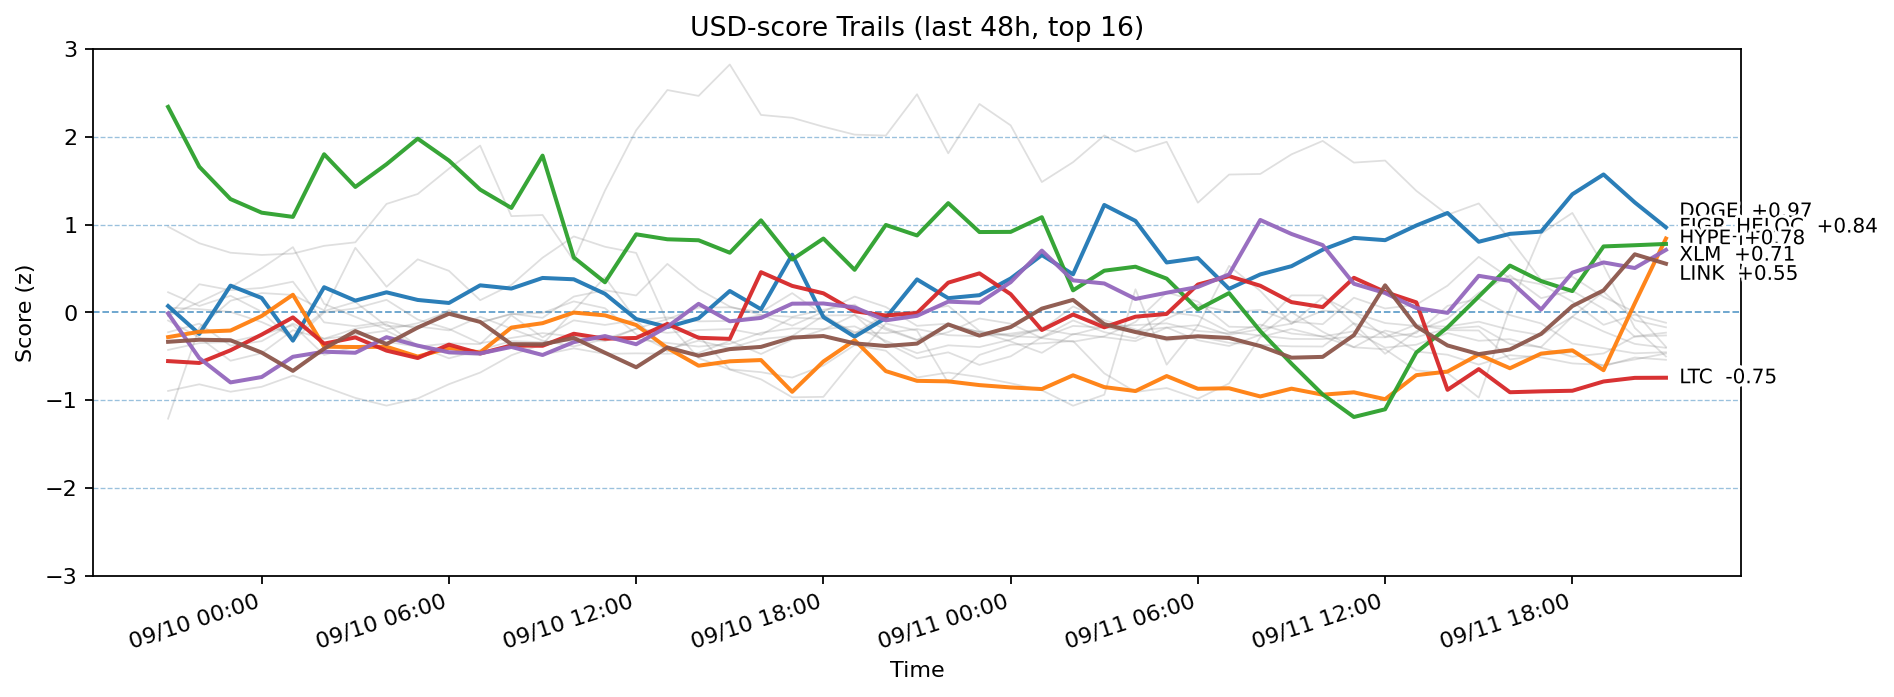 USD-score Trails (last 48h, top 16)
3
2
1
0
−1
−2
−3
Score (z)
DOGE +0.97
FIGR_HELOC +0.84
HYPE +0.78
XLM +0.71
LINK +0.55
LTC -0.75
09/10 00:00
09/10 06:00
09/10 12:00
09/10 18:00
09/11 00:00
09/11 06:00
09/11 12:00
09/11 18:00
Time